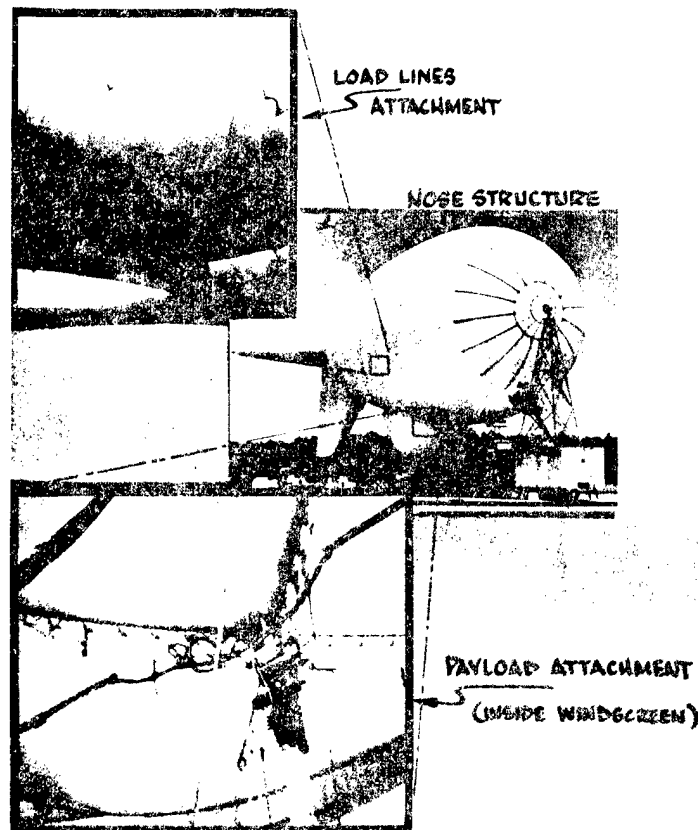 LOAD LINES
ATTACHMENT
NOSE STRUCTURE
PAYLOAD ATTACHMENT
(INSIDE WINDSCREEN)